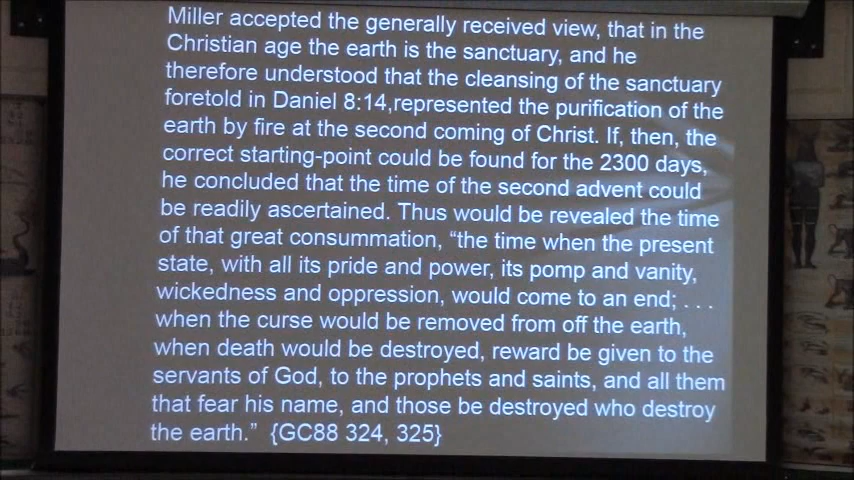 Miller accepted the generally received view, that in the
Christian age the earth is the sanctuary, and he
therefore understood that the cleansing of the sanctuary
foretold in Daniel 8:14,represented the purification of the
earth by fire at the second coming of Christ. If, then, the
correct starting-point could be found for the 2300 days,
he concluded that the time of the second advent could
be readily ascertained. Thus would be revealed the time
of that great consummation, “the time when the present
state, with all its pride and power, its pomp and vanity,
wickedness and oppression, would come to an end; . . .
when the curse would be removed from off the earth,
when death would be destroyed, reward be given to the
servants of God, to the prophets and saints, and all them
that fear his name, and those be destroyed who destroy
the earth.” {GC88 324, 325}